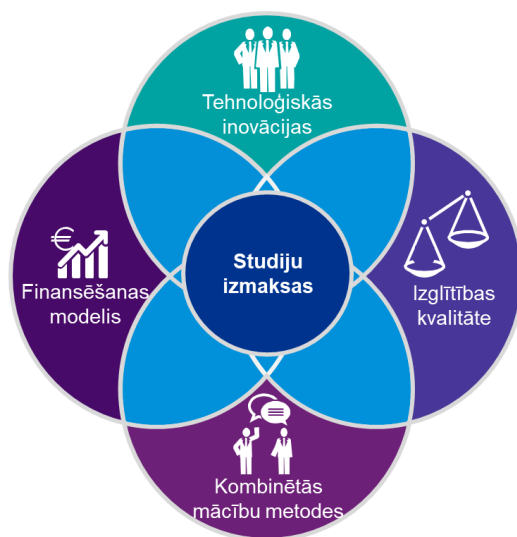 Tehnoloģiskās
inovācijas
Finansēšanas
modelis
Studiju
izmaksas
Izglītības
kvalitāte
Kombinētās
mācību metodes